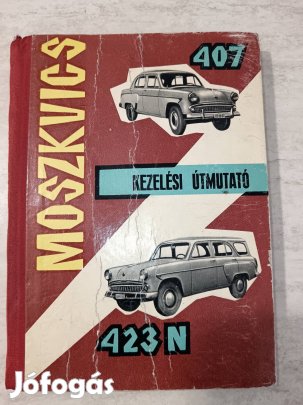 MOSZKVICS
407
KEZELÉSI ÚTMUTATÓ
423 N
Jófogás